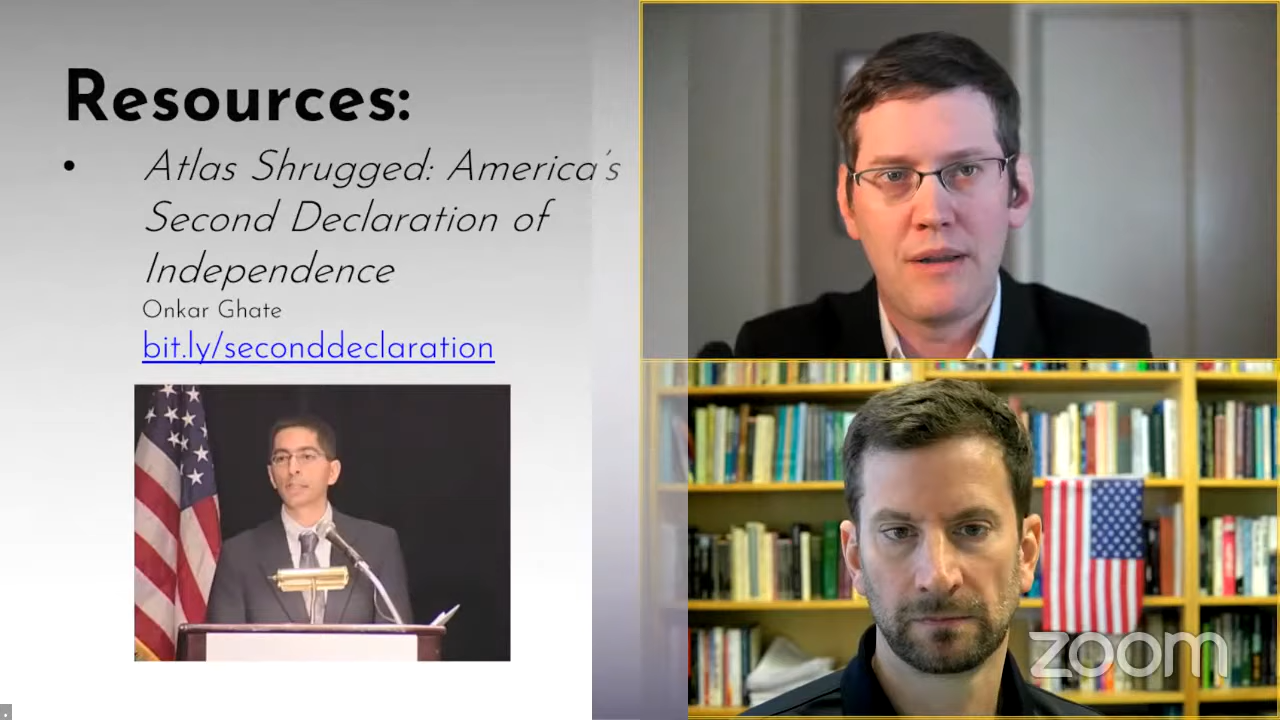 Resources:
• Atlas Shrugged: America's
Second Declaration of
Independence
Onkar Ghate
bit.ly/seconddeclaration
zoom